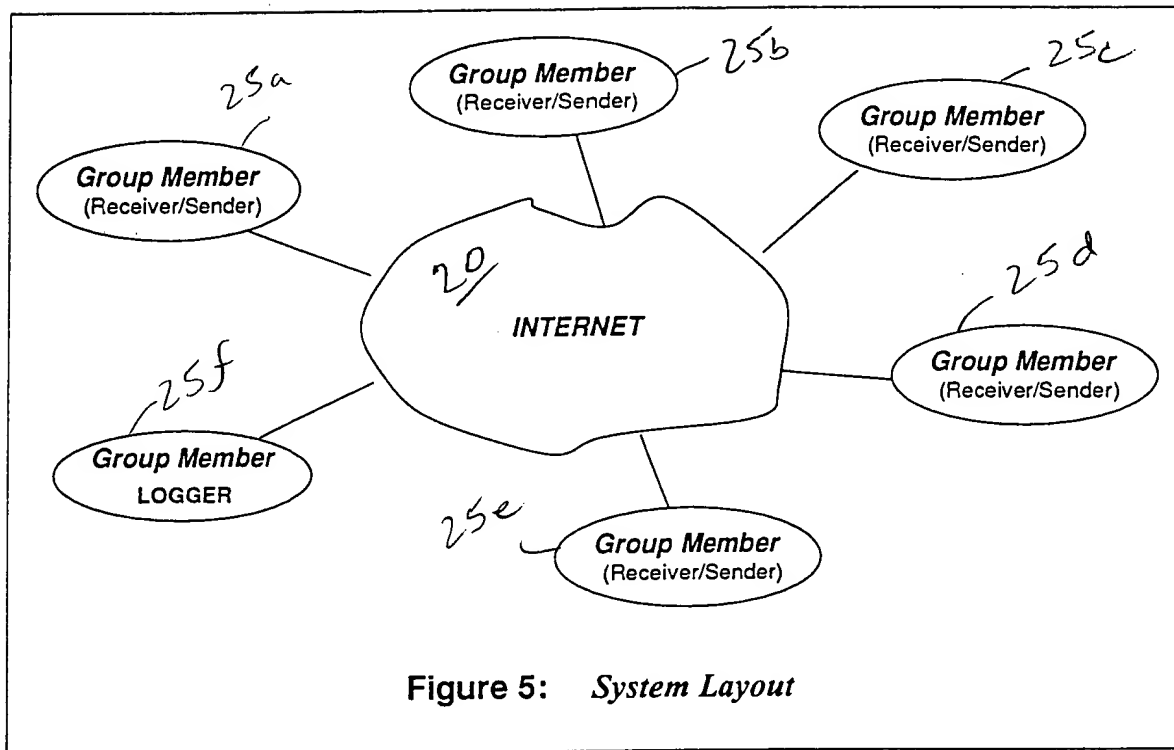 25b
Group Member
(Receiver/Sender)
25c
Group Member
(Receiver/Sender)
25a
Group Member
(Receiver/Sender)
20
INTERNET
25d
Group Member
(Receiver/Sender)
25f
Group Member
LOGGER
25e
Group Member
(Receiver/Sender)
Figure 5: System Layout